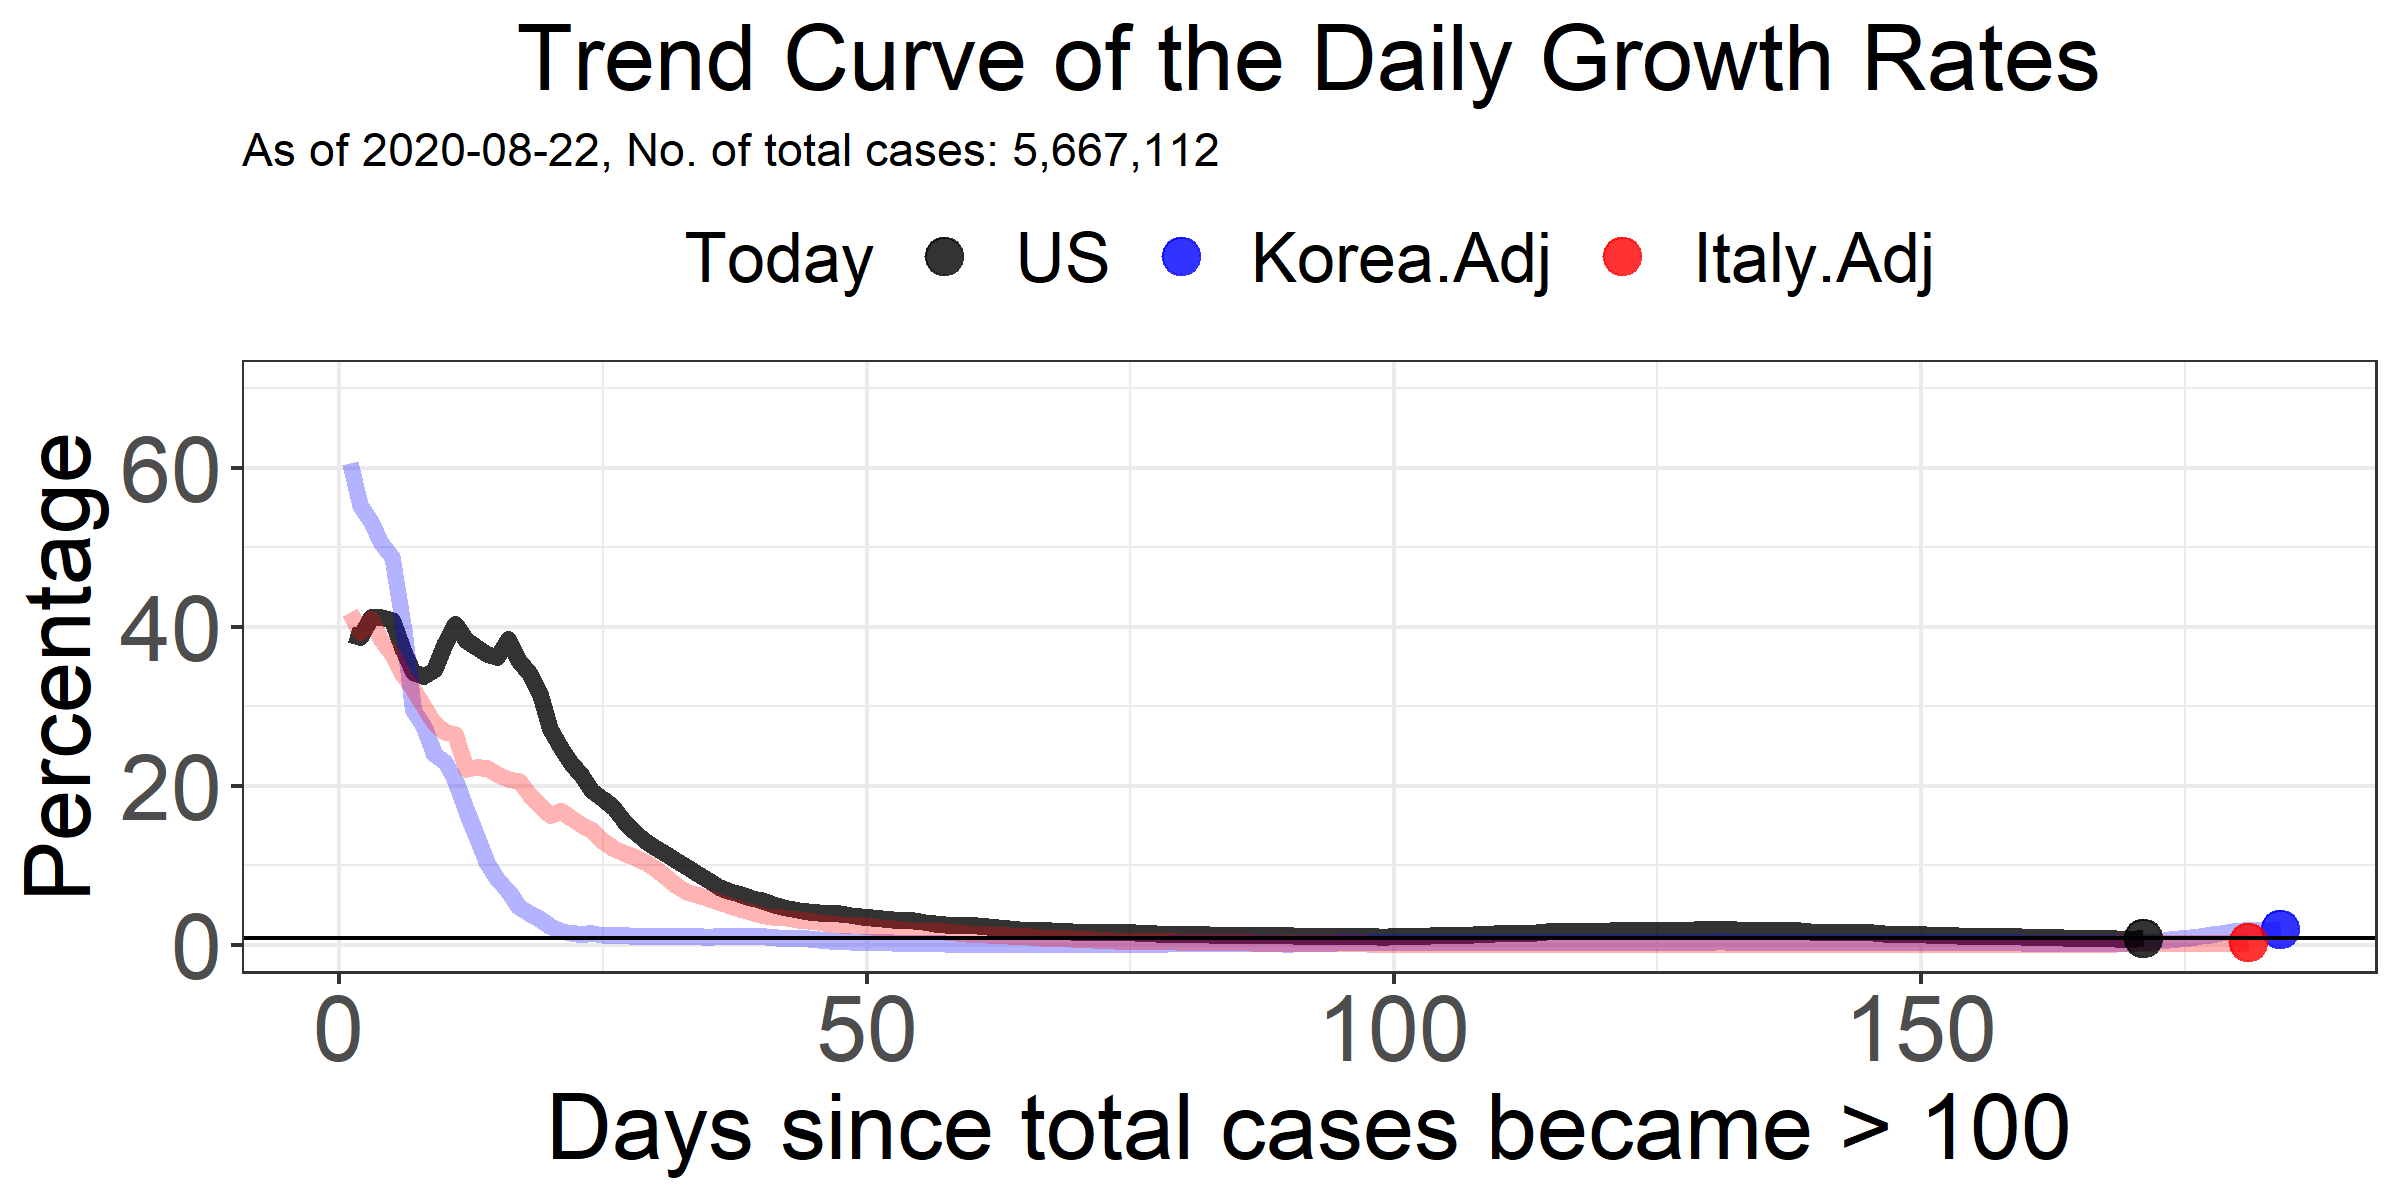 Trend Curve of the Daily Growth Rates
As of 2020-08-22, No. of total cases: 5,667,112
Today US Korea.Adj Italy.Adj
Percentage
60
40
20
0
0 50 100 150
Days since total cases became > 100